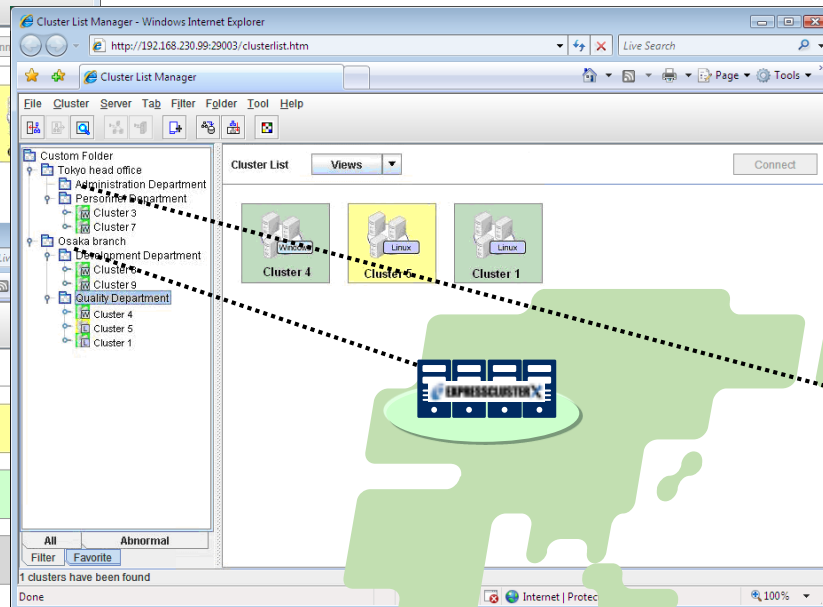 Cluster List Manager - Windows Internet Explorer
http://192.168.230.99:29003/clusterlist.htm
Live Search
Cluster List Manager
Page
Tools
File Cluster Server Tab Filter Folder Tool Help
Custom Folder
Tokyo head office
Administration Department
Personnel Department
Cluster 3
Cluster 7
Osaka branch
Development Department
Cluster 8
Cluster 9
Quality Department
Cluster 4
Cluster 5
Cluster 1
Cluster List
Views
Connect
Windows
Cluster 4
Linux
Cluster 5
Linux
Cluster 1
EXPRESSCLUSTER X
All Abnormal
Filter Favorite
1 clusters have been found
Done
Internet | Protec
100%